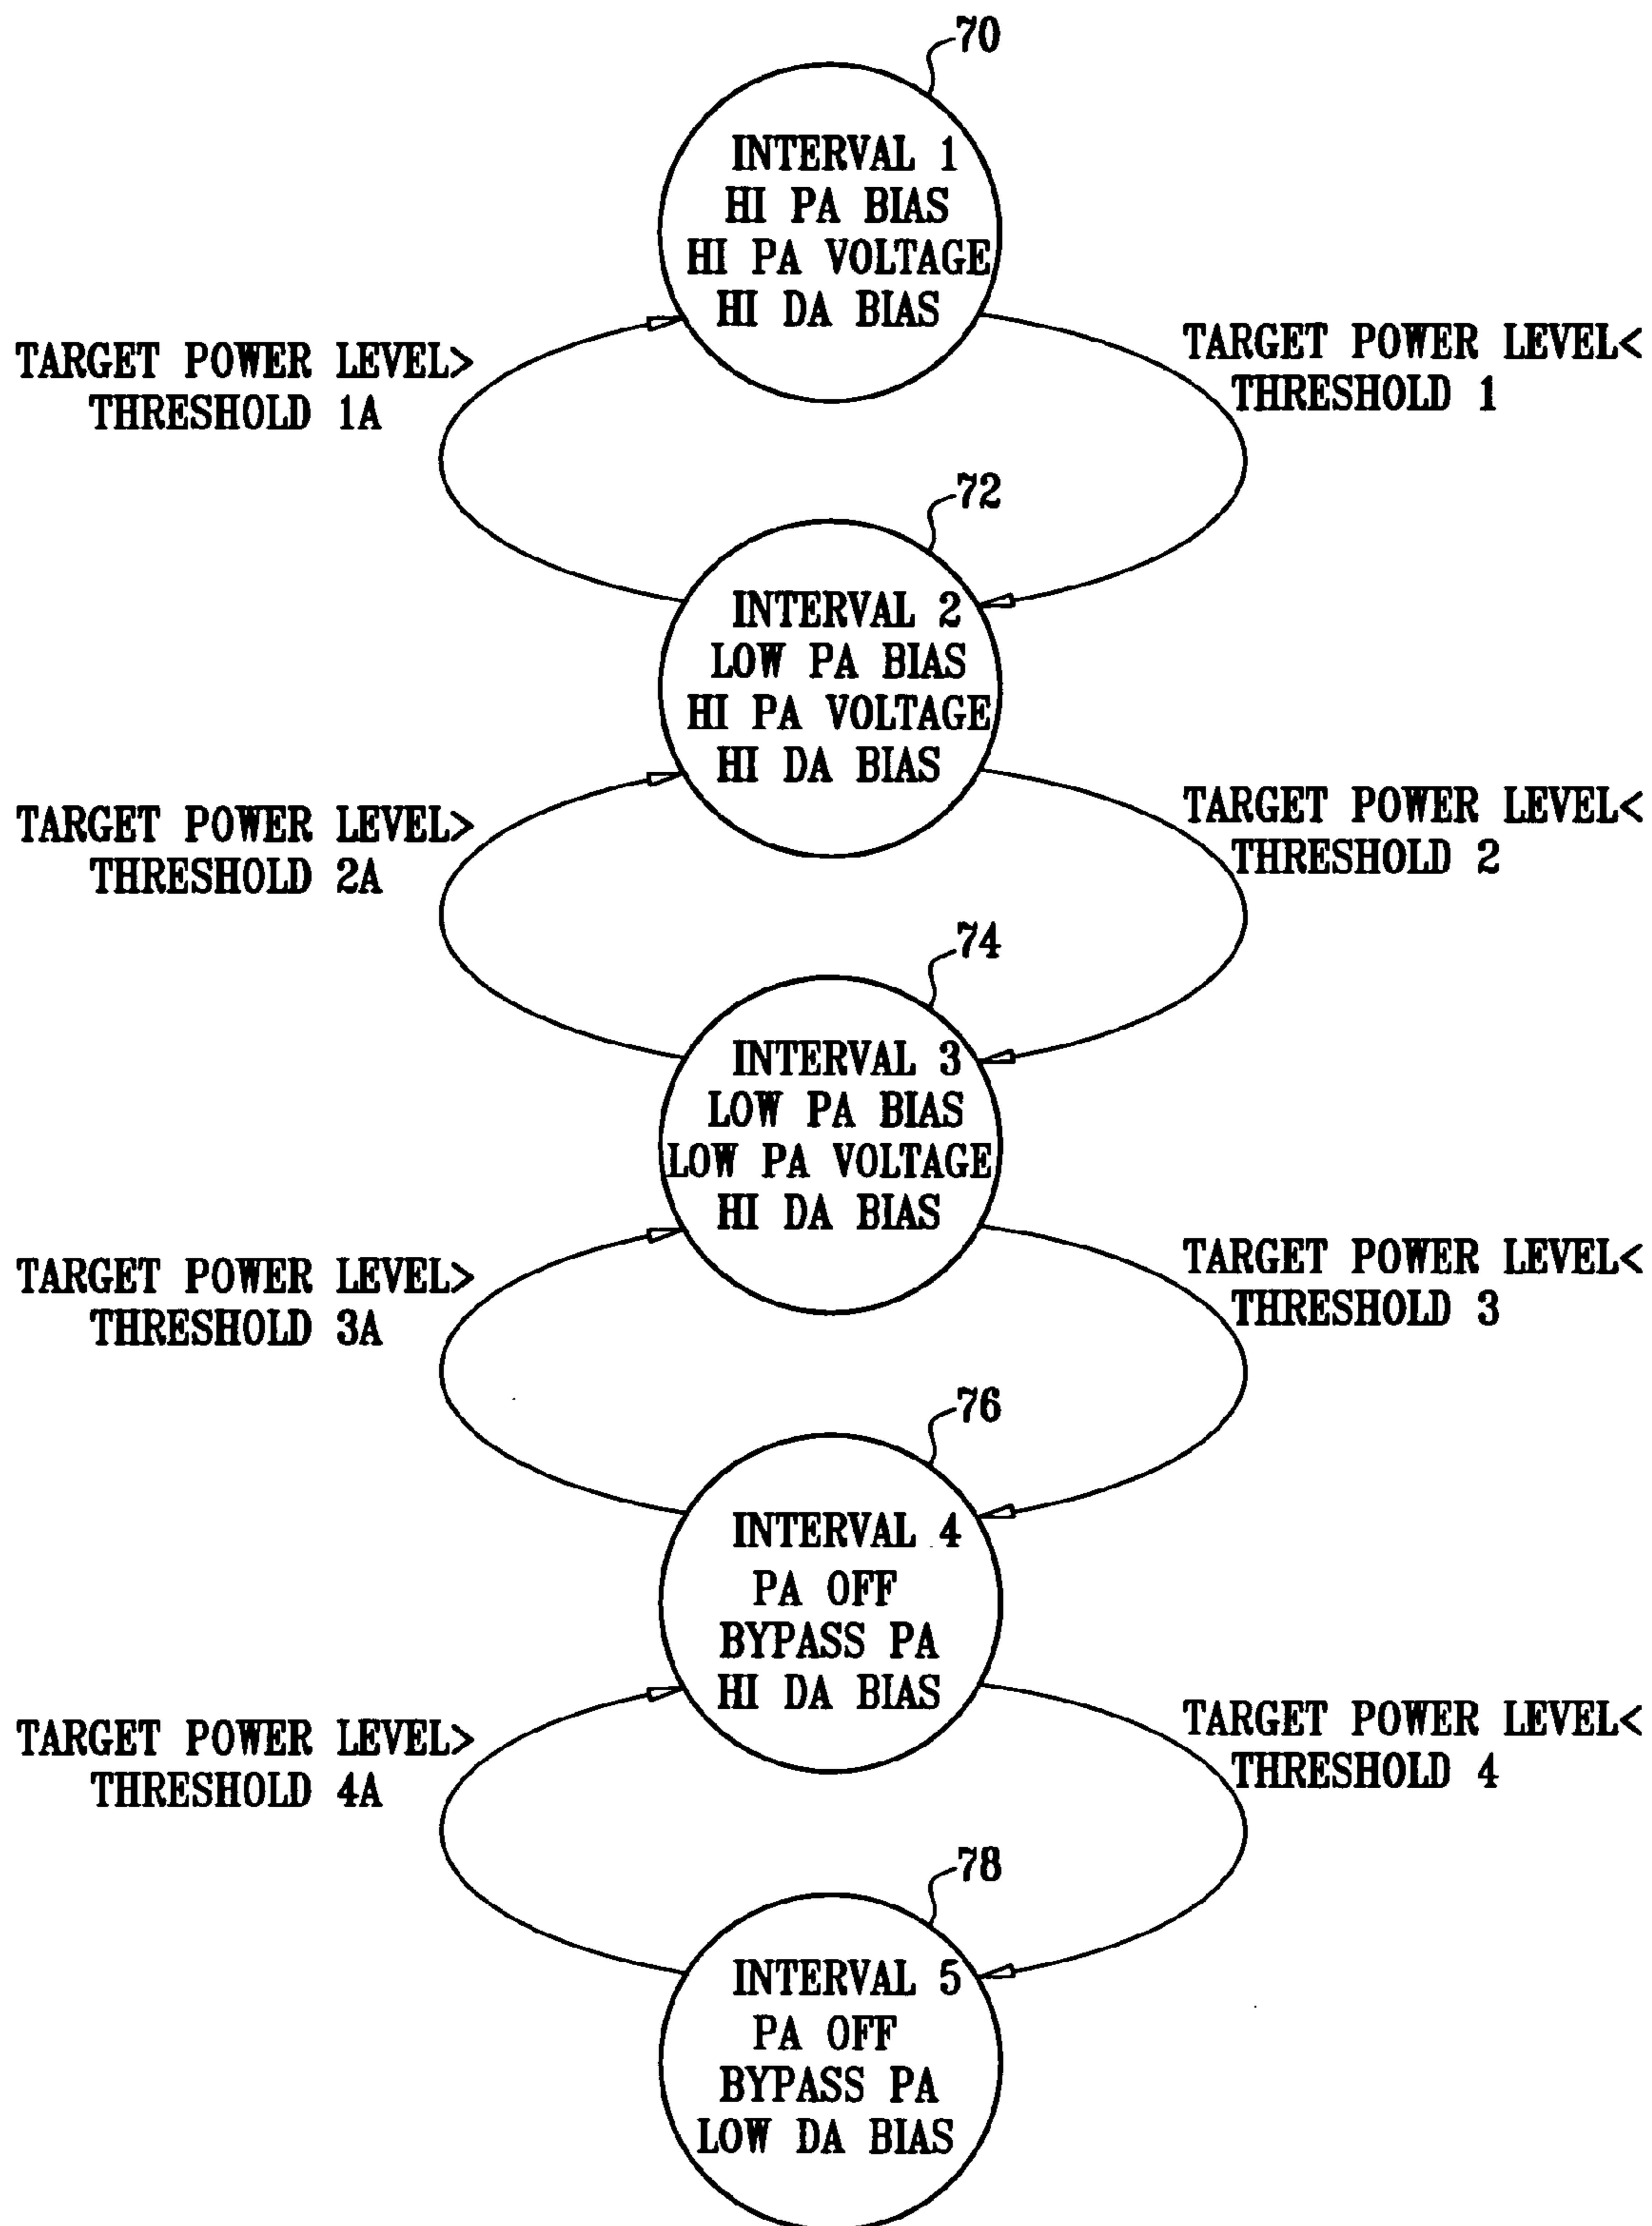 70
INTERVAL 1
HI PA BIAS
HI PA VOLTAGE
HI DA BIAS
TARGET POWER LEVEL>
THRESHOLD 1A
TARGET POWER LEVEL<
THRESHOLD 1
72
INTERVAL 2
LOW PA BIAS
HI PA VOLTAGE
HI DA BIAS
TARGET POWER LEVEL>
THRESHOLD 2A
TARGET POWER LEVEL<
THRESHOLD 2
74
INTERVAL 3
LOW PA BIAS
LOW PA VOLTAGE
HI DA BIAS
TARGET POWER LEVEL>
THRESHOLD 3A
TARGET POWER LEVEL<
THRESHOLD 3
76
INTERVAL 4
PA OFF
BYPASS PA
HI DA BIAS
TARGET POWER LEVEL>
THRESHOLD 4A
TARGET POWER LEVEL<
THRESHOLD 4
78
INTERVAL 5
PA OFF
BYPASS PA
LOW DA BIAS